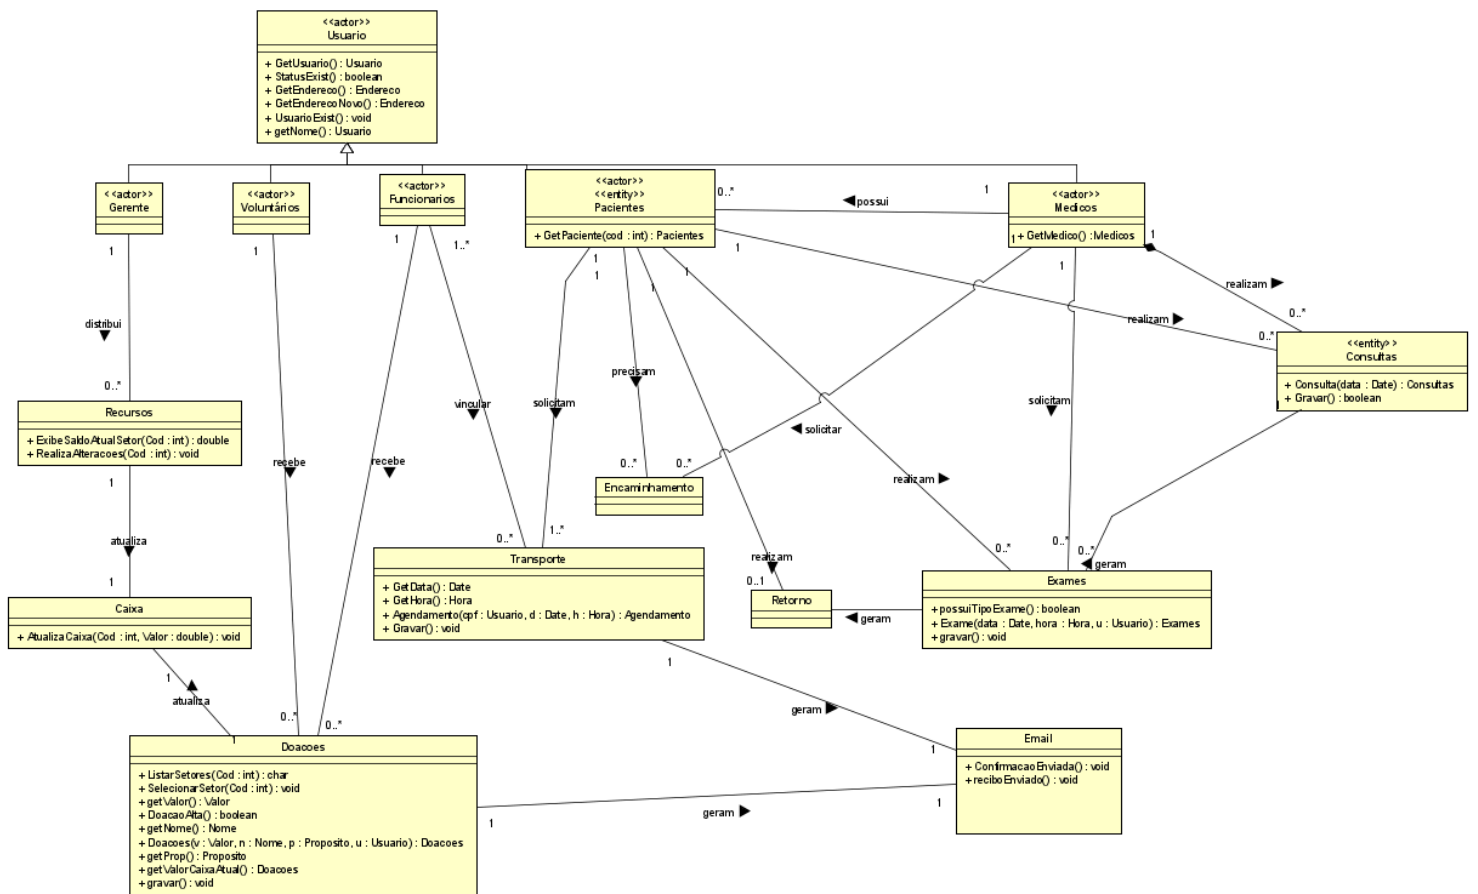 <<actor>>
Usuario
+ GetUsuario() : Usuario
+ StatusExist() : boolean
+ GetEndereco() : Endereco
+ GetEnderecoNovo() : Endereco
+ UsuarioExist() : void
+ getNome() : Usuario
<<actor>>
Gerente
<<actor>>
Voluntários
<<actor>>
Funcionarios
<<actor>>
<<entity>>
Pacientes
+ GetPaciente(cod : int) : Pacientes
0..*
possui
1
<<actor>>
Medicos
+ GetMedico() : Medicos
1
1
1
1..*
1
1
1
1
1
1
1
1
realizam
0..*
realizam
0..*
<<entity>>
Consultas
+ Consulta(data : Date) : Consultas
+ Gravar() : boolean
1
distribui
0..*
precisam
vincular
solicitam
solicitam
solicitar
Recursos
+ ExibeSaldoAtualSetor(Cod : int) : double
+ RealizaAlteracoes(Cod : int) : void
1
recebe
recebe
0..*
0..*
realizam
Encaminhamento
atualiza
1
0..*
1..*
realizam
0..1
0..*
0..*
0..*
geram
Transporte
+ GetData() : Date
+ GetHora() : Hora
+ Agendamento(cpf : Usuario, d : Date, h : Hora) : Agendamento
+ Gravar() : void
1
Retorno
geram
Exames
+ possuiTipoExame() : boolean
+ Exame(data : Date, hora : Hora, u : Usuario) : Exames
+ gravar() : void
Caixa
+ AtualizaCaixa(Cod : int, Valor : double) : void
1
atualiza
1
0..*
0..*
geram
1
Doacoes
+ ListarSetores(Cod : int) : char
+ SelecionarSetor(Cod : int) : void
+ getValor() : Valor
+ DoacaoAlta() : boolean
+ getNome() : Nome
+ Doacoes(v : Valor, n : Nome, p : Proposito, u : Usuario) : Doacoes
+ getProp() : Proposito
+ getValorCaixaAtual() : Doacoes
+ gravar() : void
1
geram
1
Email
+ ConfirmacaoEnviada() : void
+ reciboEnviado() : void